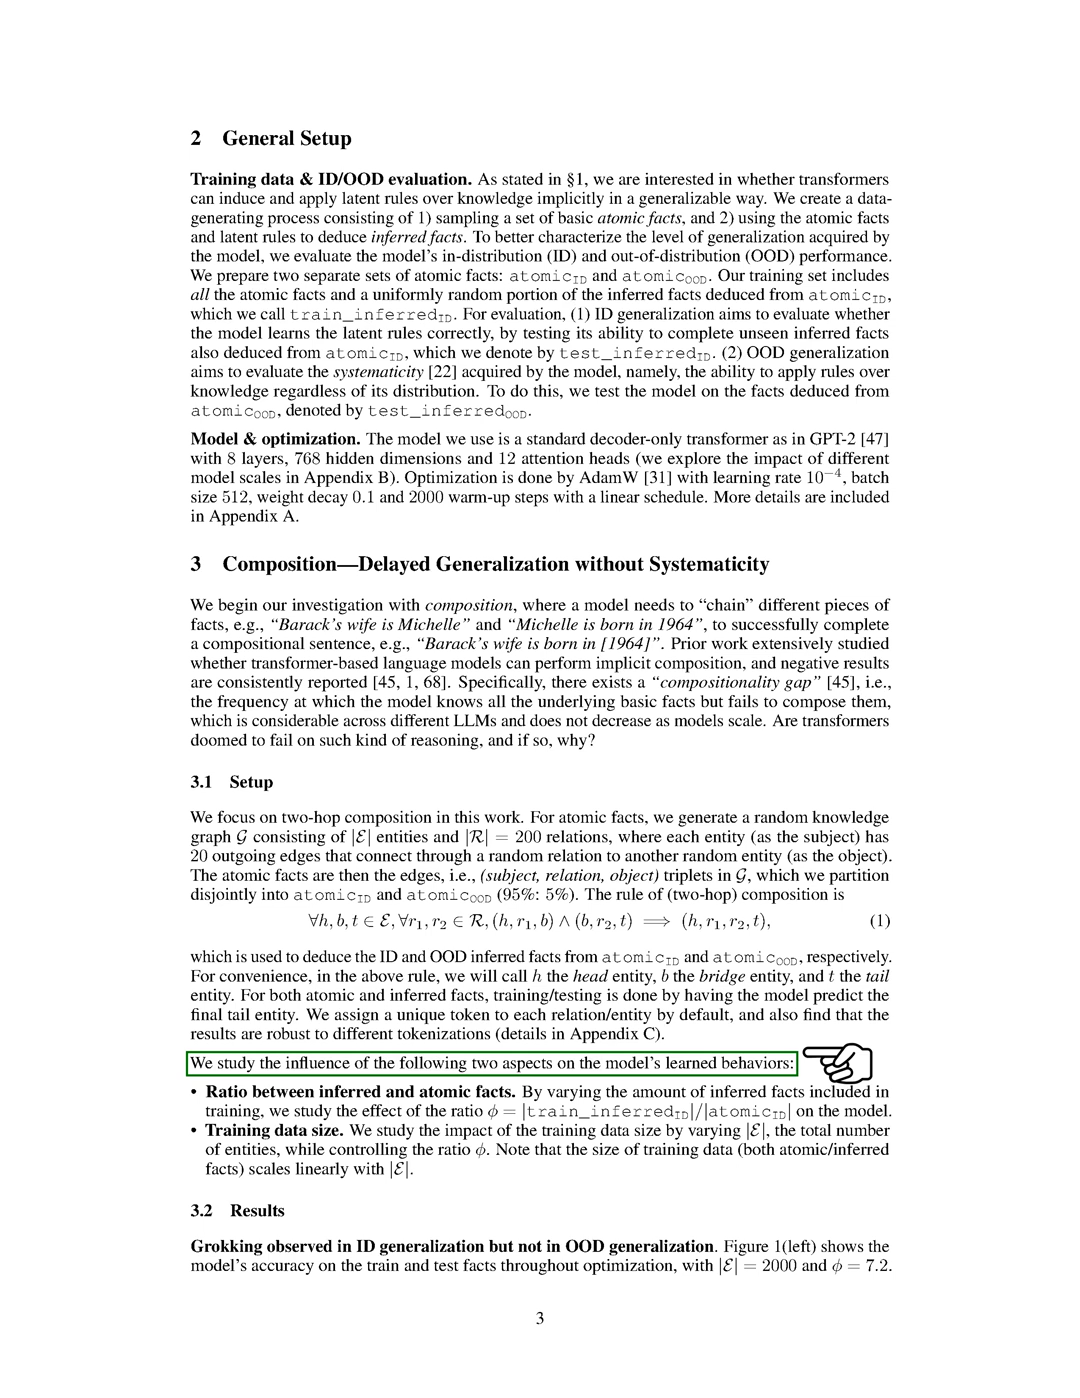 2 General Setup
Training data & ID/OOD evaluation. As stated in §1, we are interested in whether transformers
can induce and apply latent rules over knowledge implicitly in a generalizable way. We create a data-
generating process consisting of 1) sampling a set of basic atomic facts, and 2) using the atomic facts
and latent rules to deduce inferred facts. To better characterize the level of generalization acquired by
the model, we evaluate the model's in-distribution (ID) and out-of-distribution (OOD) performance.
We prepare two separate sets of atomic facts: atomic_ID and atomic_OOD. Our training set includes
all the atomic facts and a uniformly random portion of the inferred facts deduced from atomic_ID,
which we call train_inferred_ID. For evaluation, (1) ID generalization aims to evaluate whether
the model learns the latent rules correctly, by testing its ability to complete unseen inferred facts
also deduced from atomic_ID, which we denote by test_inferred_ID. (2) OOD generalization
aims to evaluate the systematicity [22] acquired by the model, namely, the ability to apply rules over
knowledge regardless of its distribution. To do this, we test the model on the facts deduced from
atomic_OOD, denoted by test_inferred_OOD.
Model & optimization. The model we use is a standard decoder-only transformer as in GPT-2 [47]
with 8 layers, 768 hidden dimensions and 12 attention heads (we explore the impact of different
model scales in Appendix B). Optimization is done by AdamW [31] with learning rate 10⁻⁴, batch
size 512, weight decay 0.1 and 2000 warm-up steps with a linear schedule. More details are included
in Appendix A.
3 Composition—Delayed Generalization without Systematicity
We begin our investigation with composition, where a model needs to “chain” different pieces of
facts, e.g., “Barack's wife is Michelle” and “Michelle is born in 1964”, to successfully complete
a compositional sentence, e.g., “Barack's wife is born in [1964]”. Prior work extensively studied
whether transformer-based language models can perform implicit composition, and negative results
are consistently reported [45, 1, 68]. Specifically, there exists a “compositionality gap” [45], i.e.,
the frequency at which the model knows all the underlying basic facts but fails to compose them,
which is considerable across different LLMs and does not decrease as models scale. Are transformers
doomed to fail on such kind of reasoning, and if so, why?
3.1 Setup
We focus on two-hop composition in this work. For atomic facts, we generate a random knowledge
graph 𝒢 consisting of |ℰ| entities and |ℛ| = 200 relations, where each entity (as the subject) has
20 outgoing edges that connect through a random relation to another random entity (as the object).
The atomic facts are then the edges, i.e., (subject, relation, object) triplets in 𝒢, which we partition
disjointly into atomic_ID and atomic_OOD (95%: 5%). The rule of (two-hop) composition is
∀h, b, t ∈ ℰ, ∀r₁, r₂ ∈ ℛ, (h, r₁, b) ∧ (b, r₂, t) ⟹ (h, r₁, r₂, t), (1)
which is used to deduce the ID and OOD inferred facts from atomic_ID and atomic_OOD, respectively.
For convenience, in the above rule, we will call h the head entity, b the bridge entity, and t the tail
entity. For both atomic and inferred facts, training/testing is done by having the model predict the
final tail entity. We assign a unique token to each relation/entity by default, and also find that the
results are robust to different tokenizations (details in Appendix C).
We study the influence of the following two aspects on the model's learned behaviors:
• Ratio between inferred and atomic facts. By varying the amount of inferred facts included in
training, we study the effect of the ratio ϕ = |train_inferred_ID|/|atomic_ID| on the model.
• Training data size. We study the impact of the training data size by varying |ℰ|, the total number
of entities, while controlling the ratio ϕ. Note that the size of training data (both atomic/inferred
facts) scales linearly with |ℰ|.
3.2 Results
Grokking observed in ID generalization but not in OOD generalization. Figure 1(left) shows the
model's accuracy on the train and test facts throughout optimization, with |ℰ| = 2000 and ϕ = 7.2.
3